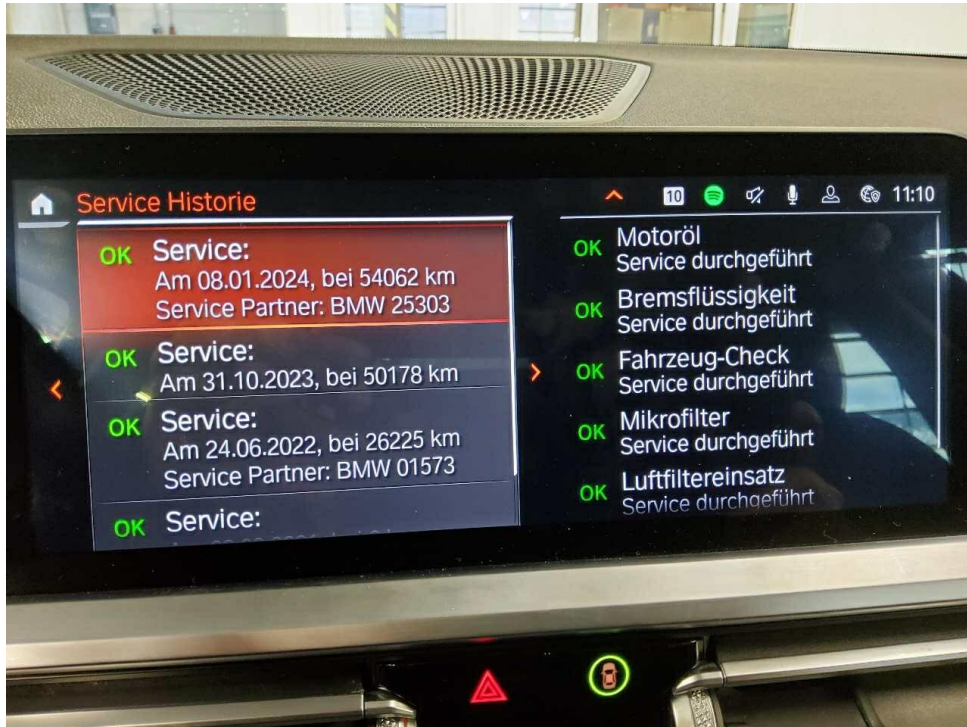 Service Historie
10
11:10
OK Service:
Am 08.01.2024, bei 54062 km
Service Partner: BMW 25303
OK Service:
Am 31.10.2023, bei 50178 km
OK Service:
Am 24.06.2022, bei 26225 km
Service Partner: BMW 01573
OK Service:
OK Motoröl
Service durchgeführt
OK Bremsflüssigkeit
Service durchgeführt
OK Fahrzeug-Check
Service durchgeführt
OK Mikrofilter
Service durchgeführt
OK Luftfiltereinsatz
Service durchgeführt